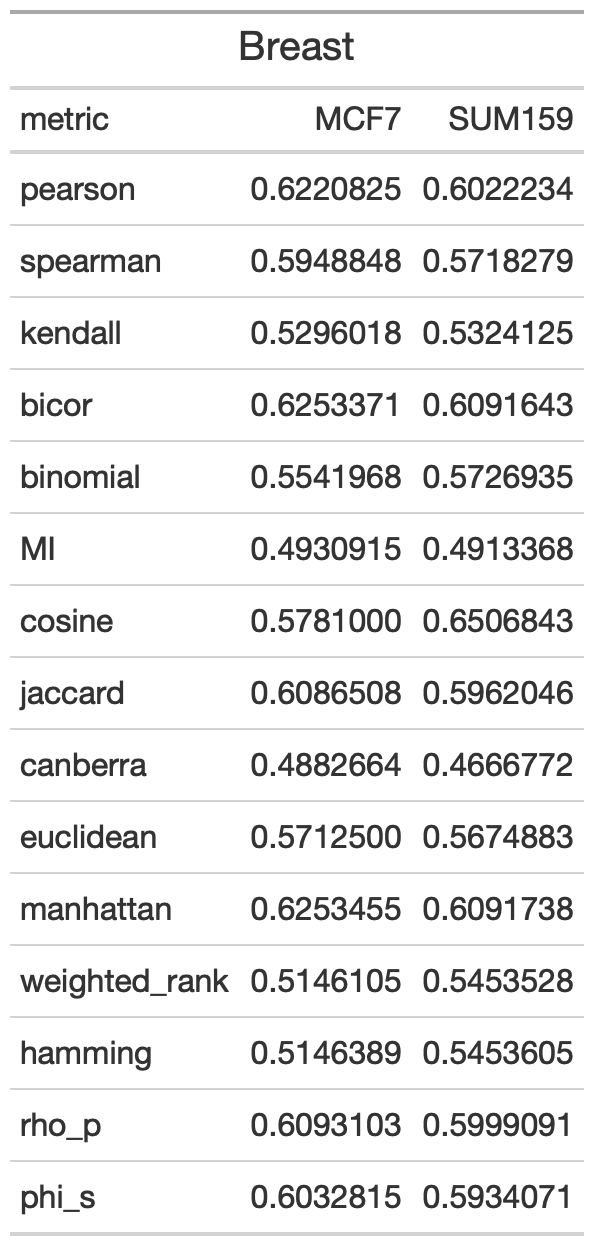 Breast
metric MCF7 SUM159
pearson 0.6220825 0.6022234
spearman 0.5948848 0.5718279
kendall 0.5296018 0.5324125
bicor 0.6253371 0.6091643
binomial 0.5541968 0.5726935
MI 0.4930915 0.4913368
cosine 0.5781000 0.6506843
jaccard 0.6086508 0.5962046
canberra 0.4882664 0.4666772
euclidean 0.5712500 0.5674883
manhattan 0.6253455 0.6091738
weighted_rank 0.5146105 0.5453528
hamming 0.5146389 0.5453605
rho_p 0.6093103 0.5999091
phi_s 0.6032815 0.5934071